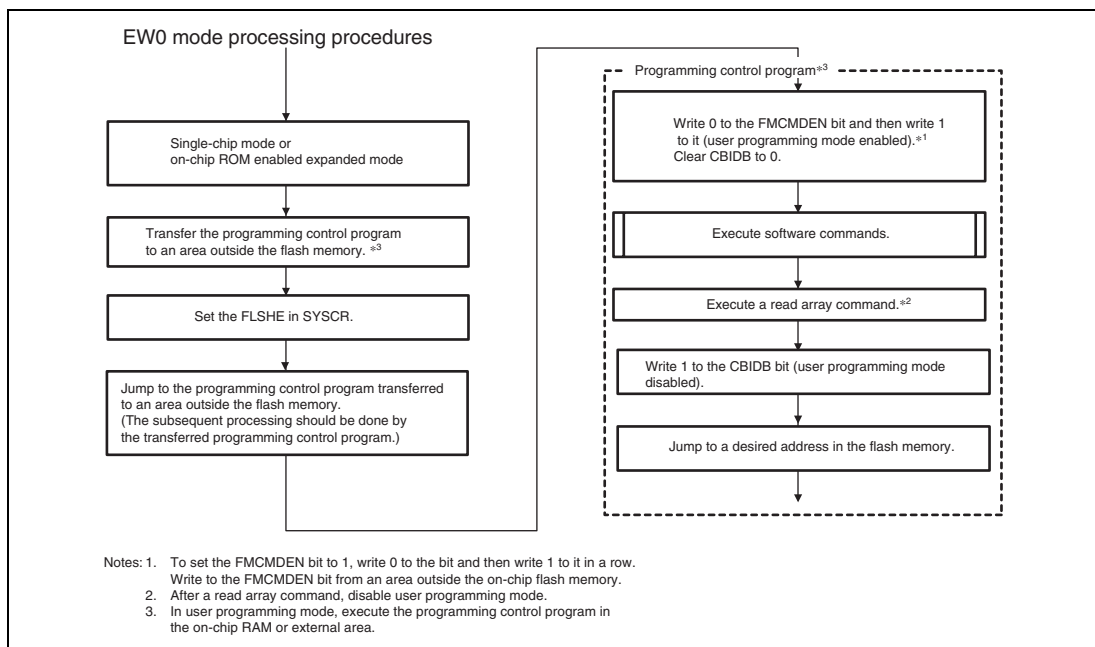 EW0 mode processing procedures
Single-chip mode or
on-chip ROM enabled expanded mode
Transfer the programming control program
to an area outside the flash memory. *3
Set the FLSHE in SYSCR.
Jump to the programming control program transferred
to an area outside the flash memory.
(The subsequent processing should be done by
the transferred programming control program.)
Programming control program*3
Write 0 to the FMCMDEN bit and then write 1
to it (user programming mode enabled).*1
Clear CBIDB to 0.
Execute software commands.
Execute a read array command.*2
Write 1 to the CBIDB bit (user programming mode
disabled).
Jump to a desired address in the flash memory.
Notes: 1. To set the FMCMDEN bit to 1, write 0 to the bit and then write 1 to it in a row.
Write to the FMCMDEN bit from an area outside the on-chip flash memory.
2. After a read array command, disable user programming mode.
3. In user programming mode, execute the programming control program in
the on-chip RAM or external area.